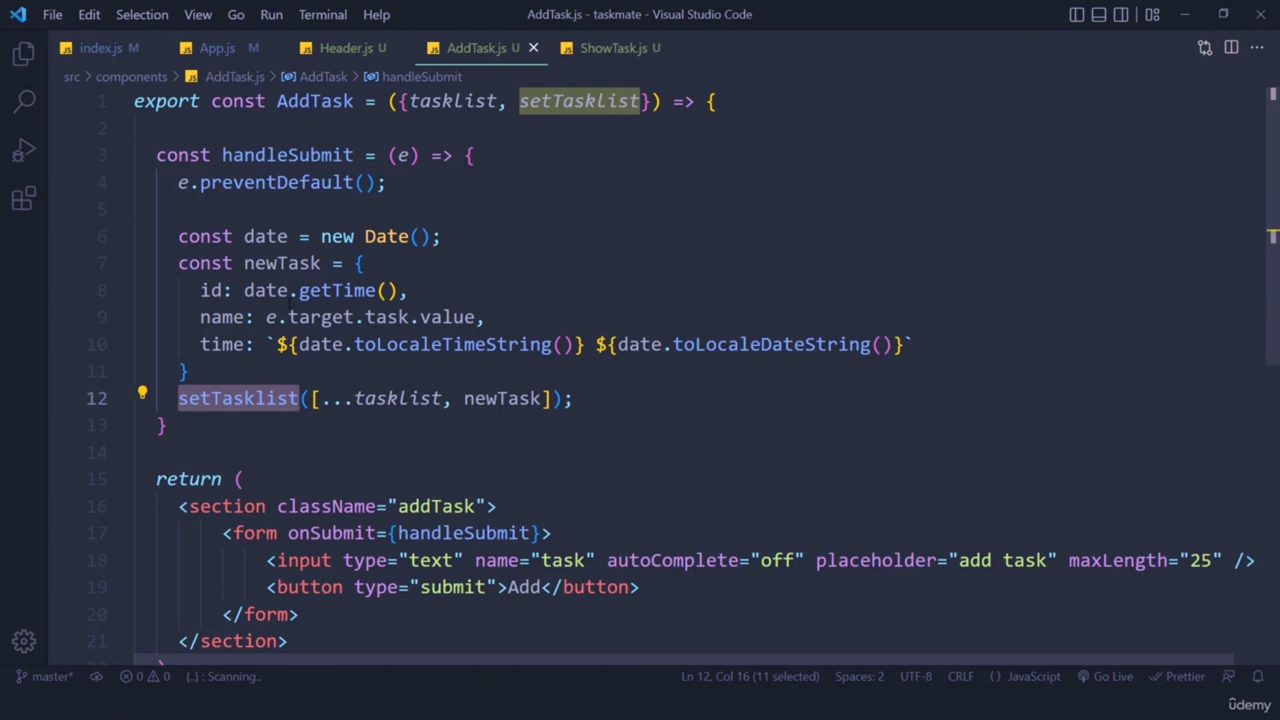 File Edit Selection View Go Run Terminal Help AddTask.js - taskmate - Visual Studio Code
JS index.js M JS App.js M JS Header.js U JS AddTask.js U JS ShowTask.js U
src > components > JS AddTask.js > AddTask > handleSubmit
1 export const AddTask = ({tasklist, setTasklist}) => {
2
3 const handleSubmit = (e) => {
4 e.preventDefault();
5
6 const date = new Date();
7 const newTask = {
8 id: date.getTime(),
9 name: e.target.task.value,
10 time: `${date.toLocaleTimeString()} ${date.toLocaleDateString()}`
11 }
12 setTasklist([...tasklist, newTask]);
13 }
14
15 return (
16 <section className="addTask">
17 <form onSubmit={handleSubmit}>
18 <input type="text" name="task" autoComplete="off" placeholder="add task" maxLength="25" />
19 <button type="submit">Add</button>
20 </form>
21 </section>
master* 0 0 {..} : Scanning.. Ln 12, Col 16 (11 selected) Spaces: 2 UTF-8 CRLF {} JavaScript Go Live Prettier
ûdemy